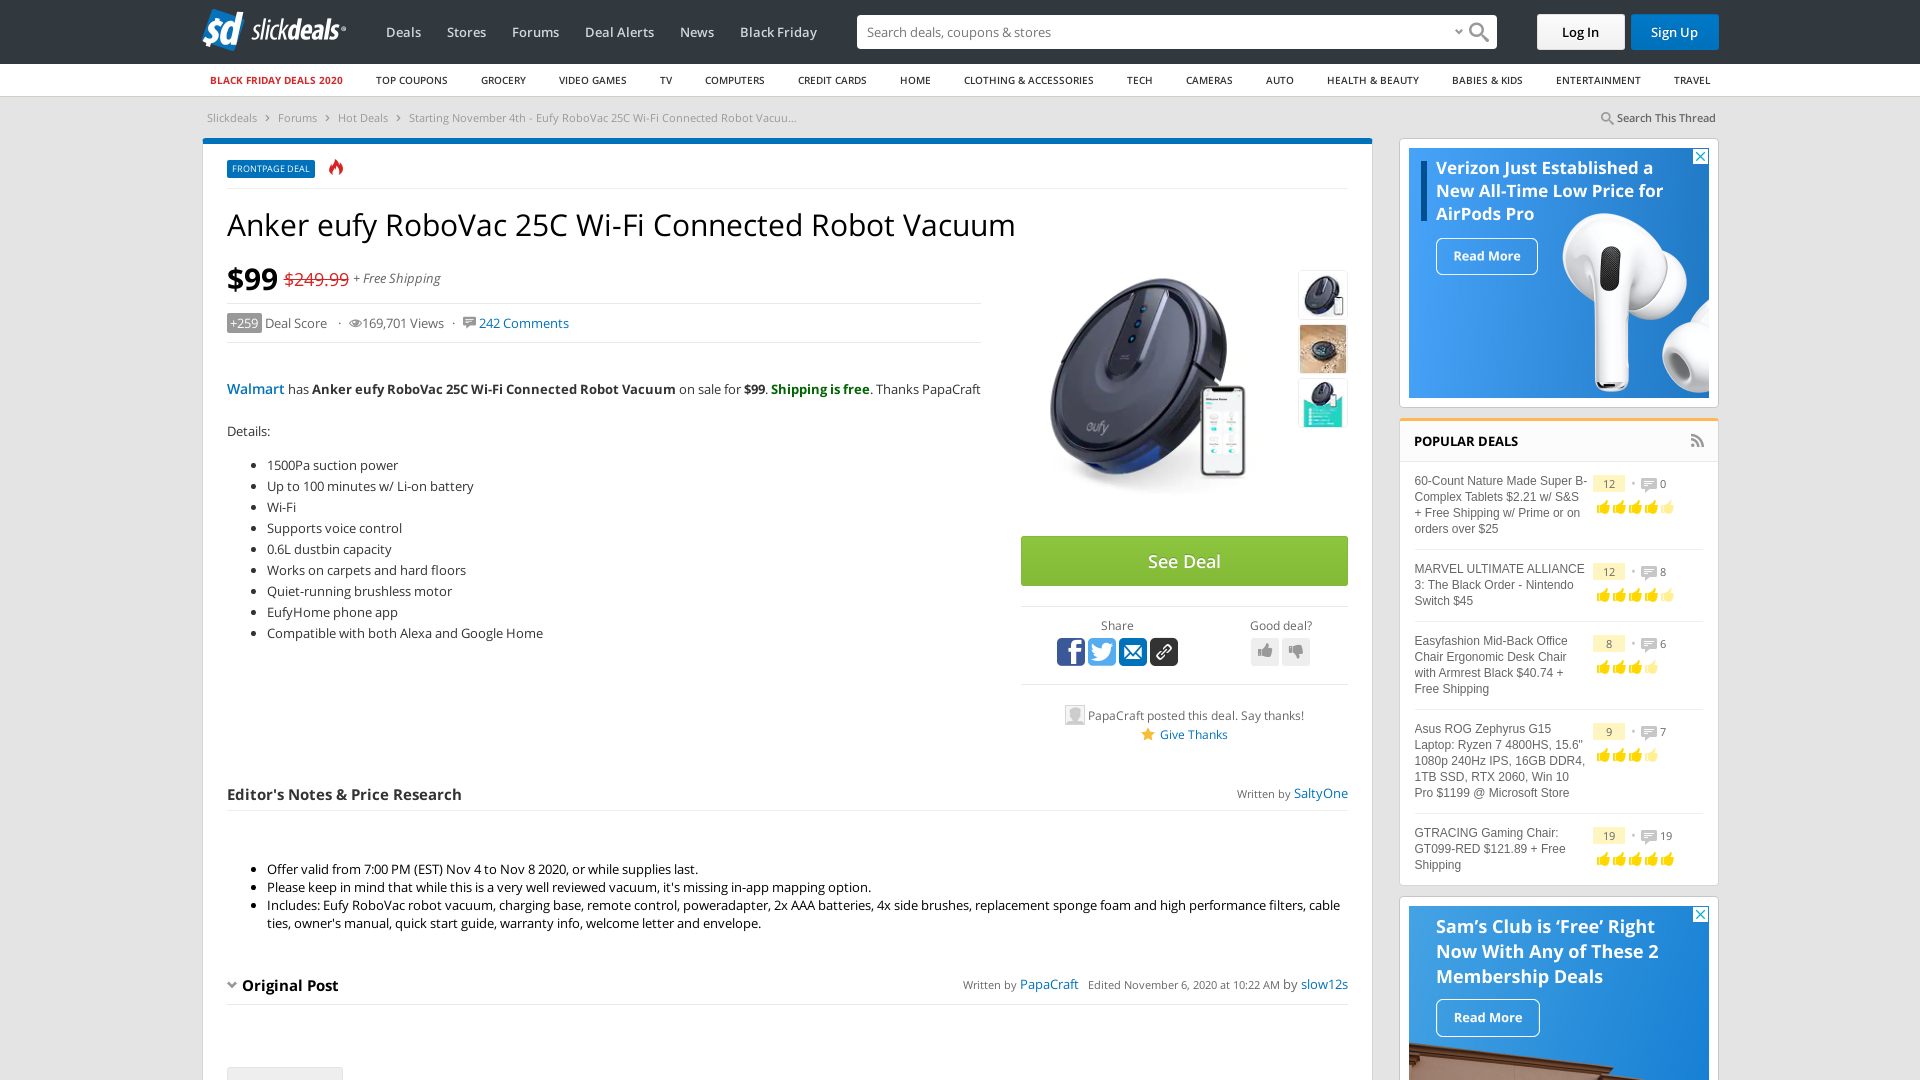 sd slickdeals
Deals
Stores
Forums
Deal Alerts
News
Black Friday
Search deals, coupons & shopping
Log In
Sign Up
BLACK FRIDAY DEALS 2020
TOP COUPONS
GROCERY
VIDEO GAMES
TV
COMPUTERS
CREDIT CARDS
HOME
CLOTHING & ACCESSORIES
TECH
CAMERAS
AUTO
HEALTH & BEAUTY
BABIES & KIDS
ENTERTAINMENT
TRAVEL
Slickdeals › Forums › Hot Deals › Starting November 4th - Eufy RoboVac 25C Wi-Fi Connected Robot Vacuu...
Search This Thread
FRONTPAGE DEAL
Anker eufy RoboVac 25C Wi-Fi Connected Robot Vacuum
$99 $249.99 + Free Shipping
+259 Deal Score · 169,701 Views · 242 Comments
Walmart has Anker eufy RoboVac 25C Wi-Fi Connected Robot Vacuum on sale for $99. Shipping is free. Thanks PapaCraft
Details:
1500Pa suction power
Up to 100 minutes w/ Li-on battery
Wi-Fi
Supports voice control
0.6L dustbin capacity
Works on carpets and hard floors
Quiet-running brushless motor
EufyHome phone app
Compatible with both Alexa and Google Home
eufy
See Deal
Share
Good deal?
PapaCraft posted this deal. Say thanks!
Give Thanks
Editor's Notes & Price Research
Written by SaltyOne
Offer valid from 7:00 PM (EST) Nov 4 to Nov 8 2020, or while supplies last.
Please keep in mind that while this is a very well reviewed vacuum, it's missing in-app mapping option.
Includes: Eufy RoboVac robot vacuum, charging base, remote control, poweradapter, 2x AAA batteries, 4x side brushes, replacement sponge foam and high performance filters, cable
ties, owner's manual, quick start guide, warranty info, welcome letter and envelope.
Original Post
Written by PapaCraft Edited November 6, 2020 at 10:22 AM by slow12s
Verizon Just Established a
New All-Time Low Price for
AirPods Pro
Read More
POPULAR DEALS
60-Count Nature Made Super B-
Complex Tablets $2.21 w/ S&S
+ Free Shipping w/ Prime or on
orders over $25
12 • 0
MARVEL ULTIMATE ALLIANCE
3: The Black Order - Nintendo
Switch $45
12 • 8
Easyfashion Mid-Back Office
Chair Ergonomic Desk Chair
with Armrest Black $40.74 +
Free Shipping
8 • 6
Asus ROG Zephyrus G15
Laptop: Ryzen 7 4800HS, 15.6"
1080p 240Hz IPS, 16GB DDR4,
1TB SSD, RTX 2060, Win 10
Pro $1199 @ Microsoft Store
9 • 7
GTRACING Gaming Chair:
GT099-RED $121.89 + Free
Shipping
19 • 19
Sam's Club is 'Free' Right
Now With Any of These 2
Membership Deals
Read More